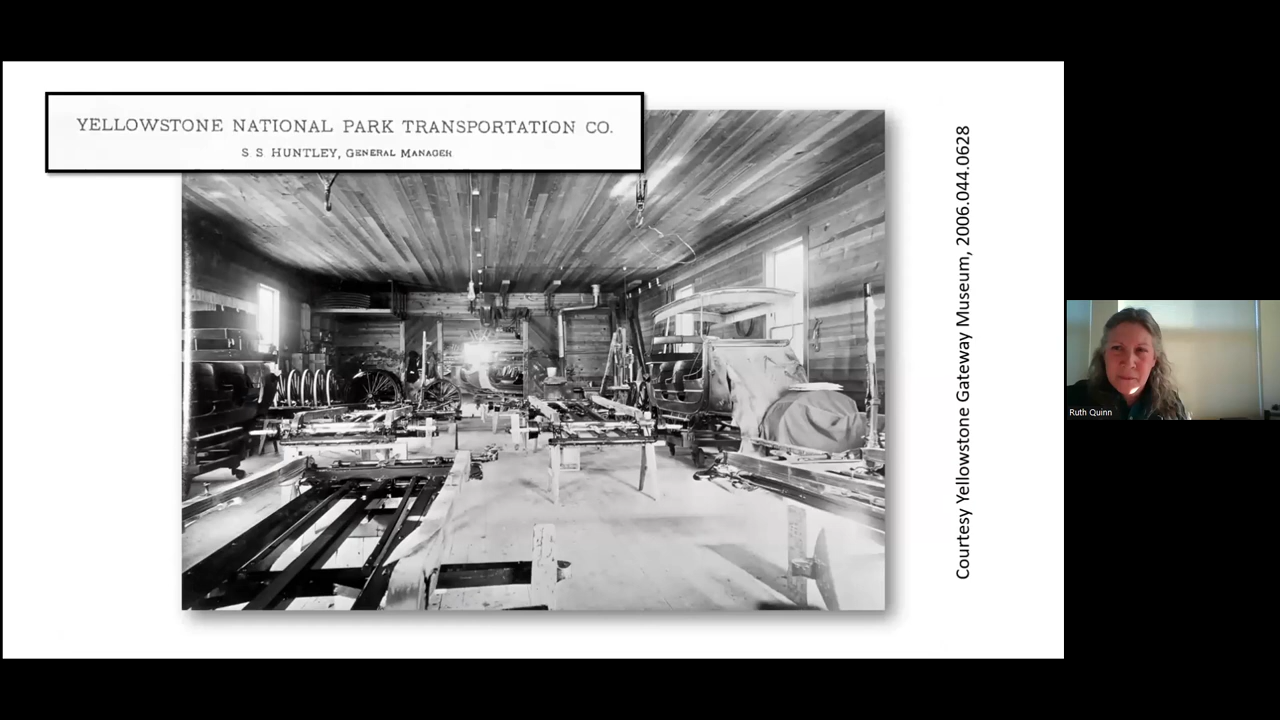 YELLOWSTONE NATIONAL PARK TRANSPORTATION CO.
S. S. HUNTLEY, GENERAL MANAGER
Courtesy Yellowstone Gateway Museum, 2006.044.0628
Ruth Quinn